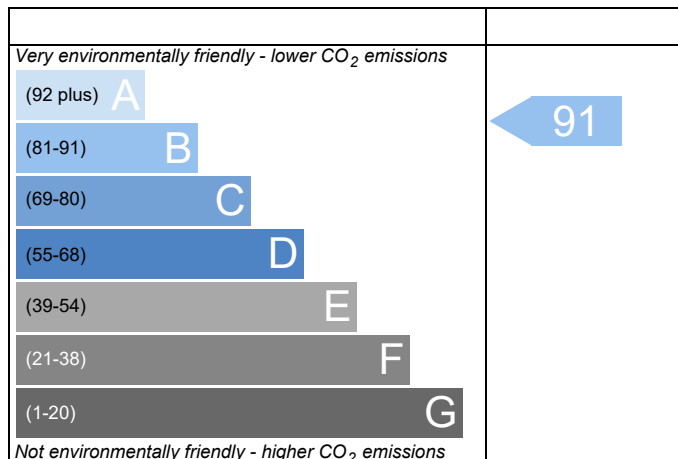 Very environmentally friendly - lower CO₂ emissions
(92 plus) A
91
(81-91) B
(69-80) C
(55-68) D
(39-54) E
(21-38) F
(1-20) G
Not environmentally friendly - higher CO₂ emissions